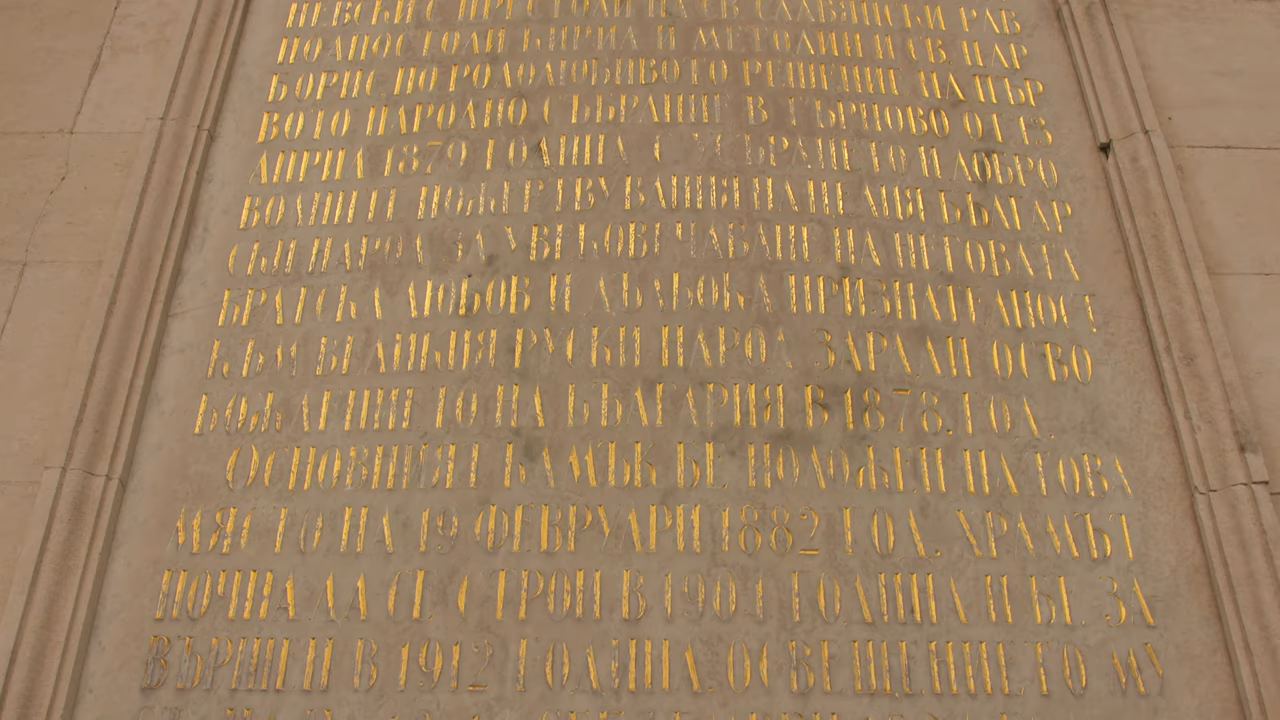 НЕВСКИ С ПРЕСТОЛИ НА СВ. СЛАВЯНСКИ РАВ
НОАПОСТОЛИ КИРИЛ И МЕТОДИЙ И СВ. ЦАР
БОРИС, ПО РОДОЛЮБИВОТО РЕШЕНИЕ НА ПЪР
ВОТО НАРОДНО СЪБРАНИЕ В ТЪРНОВО ОТ 13
АПРИЛ 1879 ГОДИНА С УСЪРДНЕТО И ДОБРО
ВОЛНИТЕ ПОЖЕРТВУВАНИЯ НА ЦЕЛИЯ БЪЛГАР
СКИ НАРОД ЗА УВЕКОВЕЧАВАНЕ НА НЕГОВАТА
БРАТСКА ЛЮБОВ И ДЪЛБОКА ПРИЗНАТЕЛНОСТ
КЪМ ВЕЛИКИЯ РУСКИ НАРОД ЗАРАДИ ОСВО
БОЖДЕНИЕТО НА БЪЛГАРИЯ В 1878. ГОД.
ОСНОВНИЯТ КАМЪК БЕ ПОЛОЖЕН НА ТОВА
МЯСТО НА 19 ФЕВРУАРИ 1882 ГОД. ХРАМЪТ
ПОЧНА ДА СЕ СТРОИ В 1904 ГОДИНА И БЕ ЗА
ВЪРШЕН В 1912 ГОДИНА. ОСВЕЩЕНИЕТО МУ